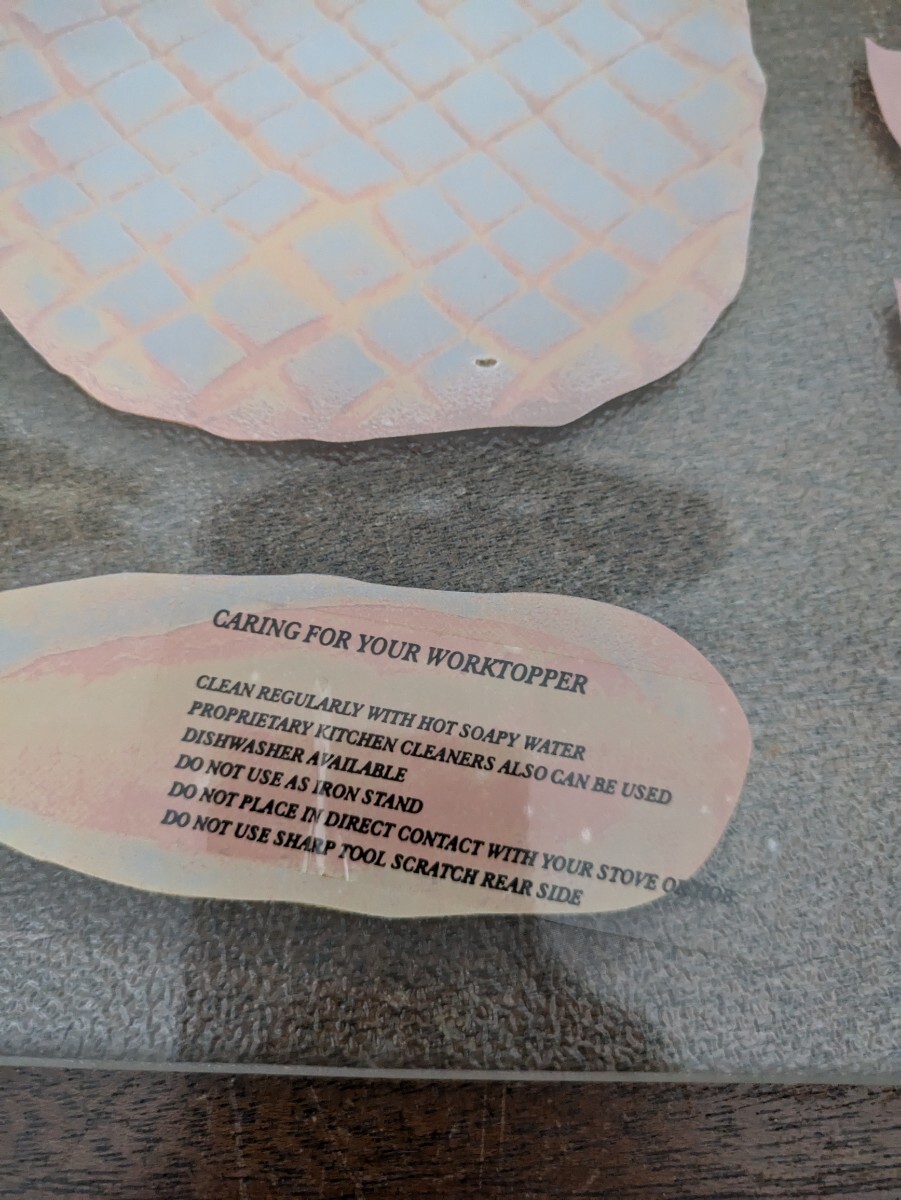 CARING FOR YOUR WORKTOPPER
CLEAN REGULARLY WITH HOT SOAPY WATER
PROPRIETARY KITCHEN CLEANERS ALSO CAN BE USED
DISHWASHER AVAILABLE
DO NOT USE AS IRON STAND
DO NOT PLACE IN DIRECT CONTACT WITH YOUR STOVE OR HOB
DO NOT USE SHARP TOOL SCRATCH REAR SIDE